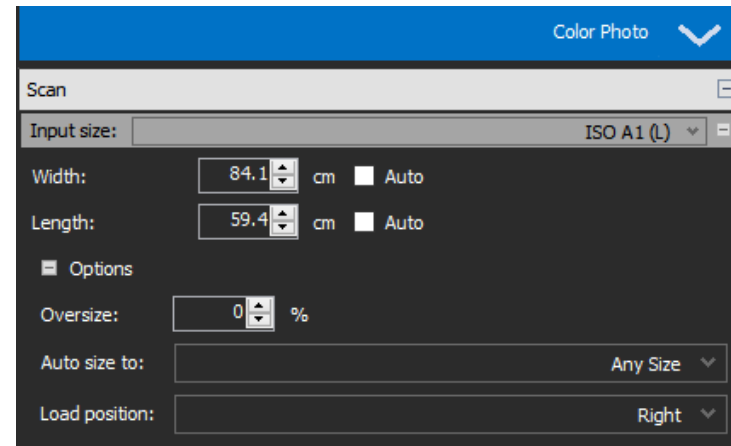 Color Photo
Scan
Input size: ISO A1 (L)
Width: 84.1 cm Auto
Length: 59.4 cm Auto
Options
Oversize: 0 %
Auto size to: Any Size
Load position: Right